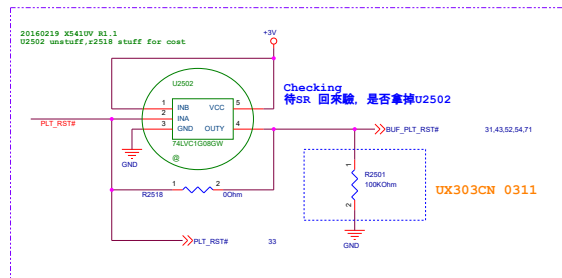 20160219 X541UV R1.1
U2502 unstuff,r2518 stuff for cost
+3V
U2502
Checking
待SR 回來驗, 是否拿掉U2502
1
INB
VCC
5
2
INA
PLT_RST#
3
GND
OUTY
4
BUF_PLT_RST#
31,43,52,54,71
74LVC1G08GW
GND
@
1
R2501
100KOhm
2
UX303CN 0311
1
2
R2518
0Ohm
GND
PLT_RST#
33